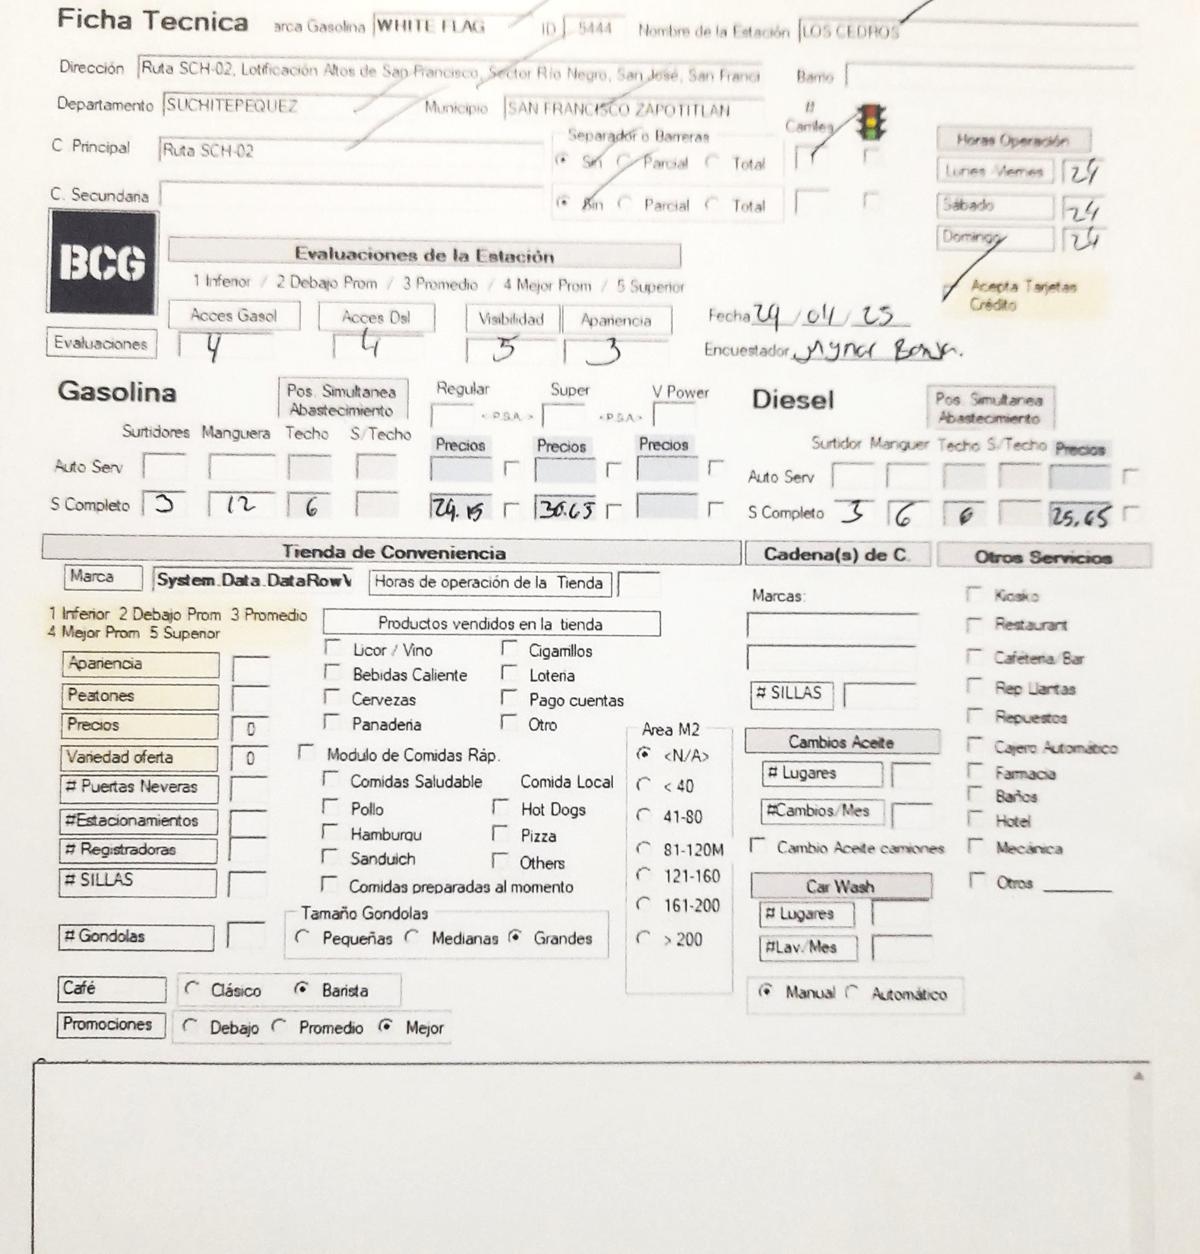 Ficha Tecnica arca Gasolina WHITE FLAG ID 5444 Nombre de la Estación LOS CEDROS
Dirección Ruta SCH-02, Lotificación Altos de San Francisco, Sector Río Negro, San José, San Franci Barrio
Departamento SUCHITEPEQUEZ Municipio SAN FRANCISCO ZAPOTITLAN # Carriles
Separador o Barreras
Horas Operación
C Principal Ruta SCH-02 Sin Parcial Total 1
Lunes -Viernes 24
C. Secundaria Sin Parcial Total
Sábado 24
Domingo 24
BCG
Evaluaciones de la Estación
1 Inferior / 2 Debajo Prom / 3 Promedio / 4 Mejor Prom / 5 Superior
Acepta Tarjetas Crédito
Acces Gasol Acces Dsl Visibilidad Apariencia
Fecha 29 / 04 / 25
Evaluaciones 4 4 5 3
Encuestador
Gasolina Pos. Simultanea Abastecimiento Regular Super V Power
<P.S.A.> <P.S.A>
Surtidores Manguera Techo S/Techo Precios Precios Precios
Auto Serv
S Completo 3 12 6 29.15 30.65
Diesel Pos. Simultanea Abastecimiento
Surtidor Manguer Techo S/Techo Precios
Auto Serv
S Completo 3 6 6 25.65
Tienda de Conveniencia
Marca System.Data.DataRowV Horas de operación de la Tienda
1 Inferior 2 Debajo Prom 3 Promedio
4 Mejor Prom 5 Superior
Apariencia
Peatones
Precios 0
Variedad oferta 0
# Puertas Neveras
#Estacionamientos
# Registradoras
# SILLAS
# Gondolas
Productos vendidos en la tienda
Licor / Vino Cigarrillos
Bebidas Caliente Loteria
Cervezas Pago cuentas
Panaderia Otro
Modulo de Comidas Ráp.
Comidas Saludable Comida Local
Pollo Hot Dogs
Hamburqu Pizza
Sanduich Others
Comidas preparadas al momento
Tamaño Gondolas
Pequeñas Medianas Grandes
Area M2
<N/A>
< 40
41-80
81-120M
121-160
161-200
> 200
Café Clásico Barista
Promociones Debajo Promedio Mejor
Cadena(s) de C.
Marcas:
# SILLAS
Cambios Aceite
# Lugares
#Cambios/Mes
Cambio Aceite camiones
Car Wash
# Lugares
#Lav./Mes
Manual Automático
Otros Servicios
Kiosko
Restaurant
Cafetería/Bar
Rep Llantas
Repuestos
Cajero Automático
Farmacia
Baños
Hotel
Mecánica
Otros